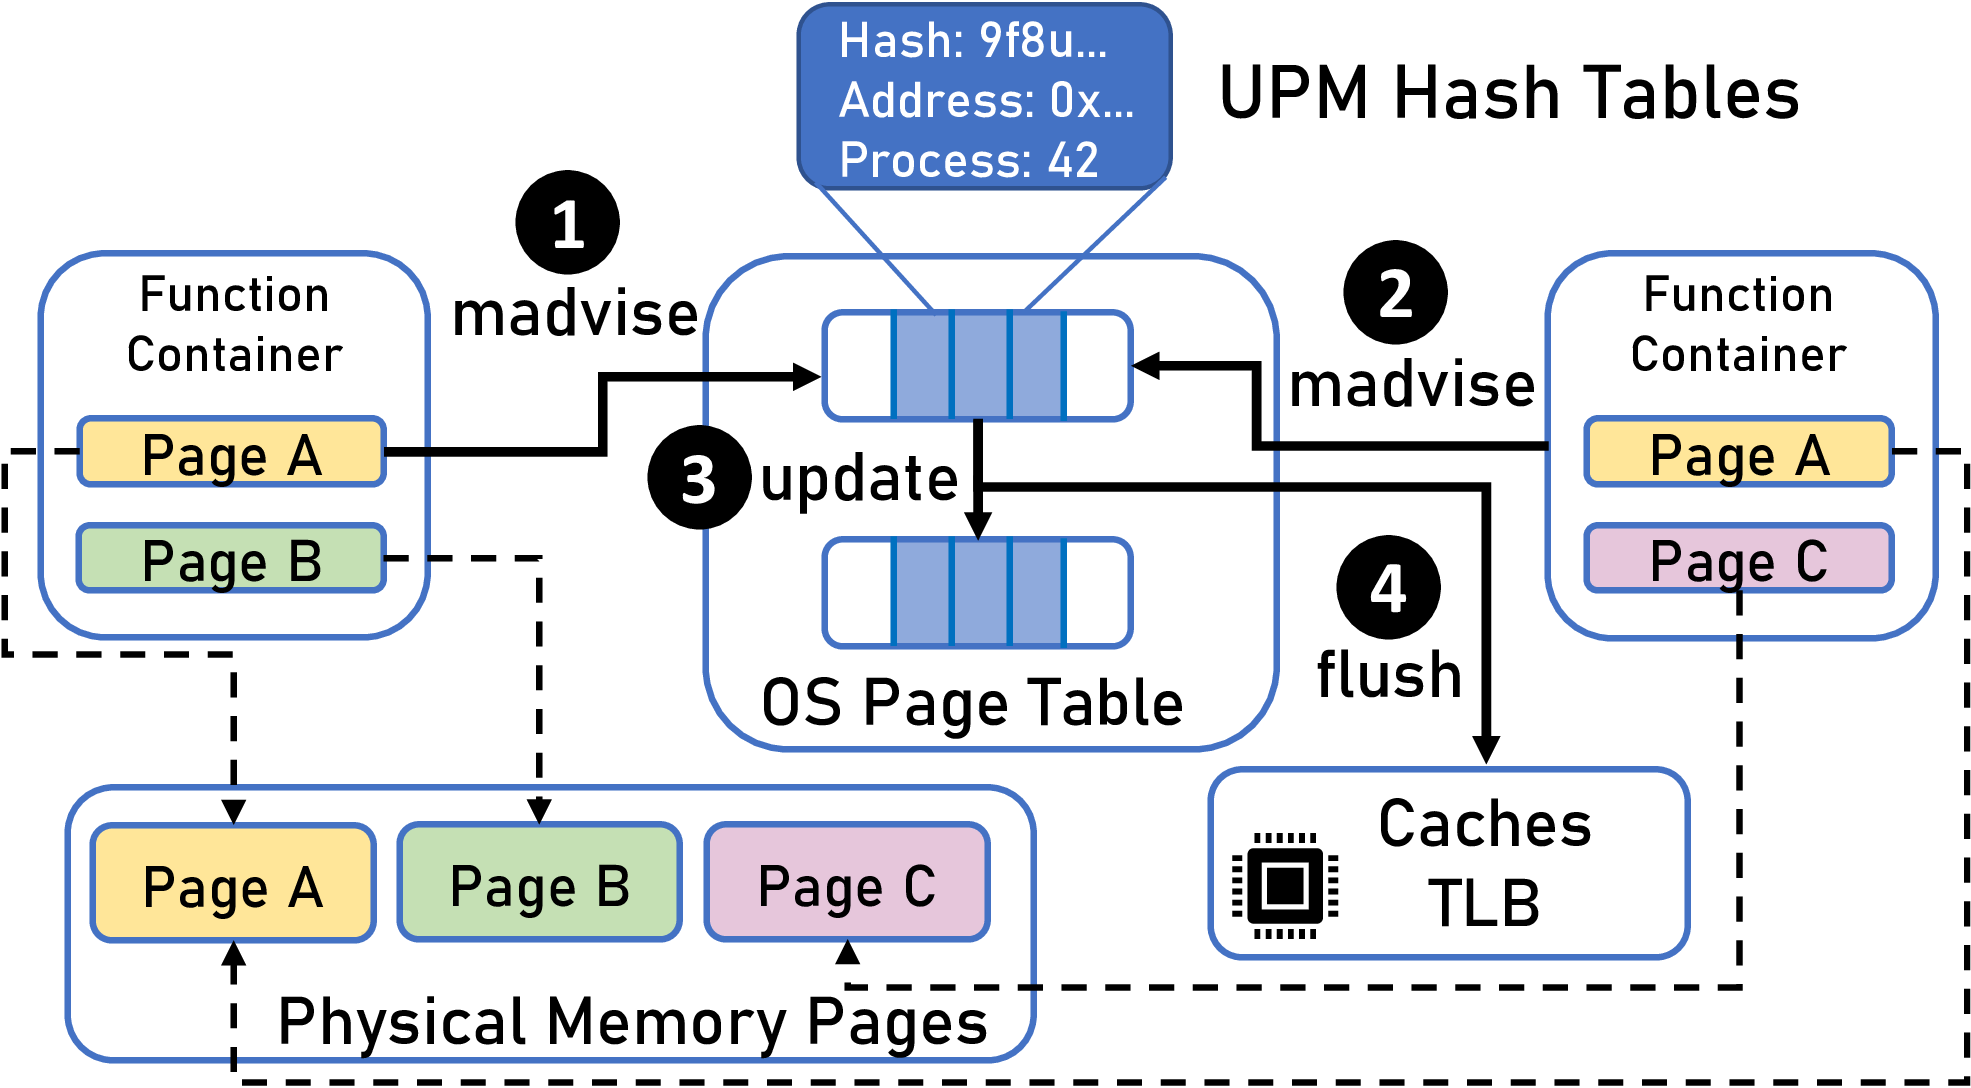 Hash: 9f8u...
Address: 0x...
Process: 42
UPM Hash Tables
1
madvise
2
madvise
Function
Container
Page A
Page B
Function
Container
Page A
Page C
3 update
4
flush
OS Page Table
Caches
TLB
Page A
Page B
Page C
Physical Memory Pages